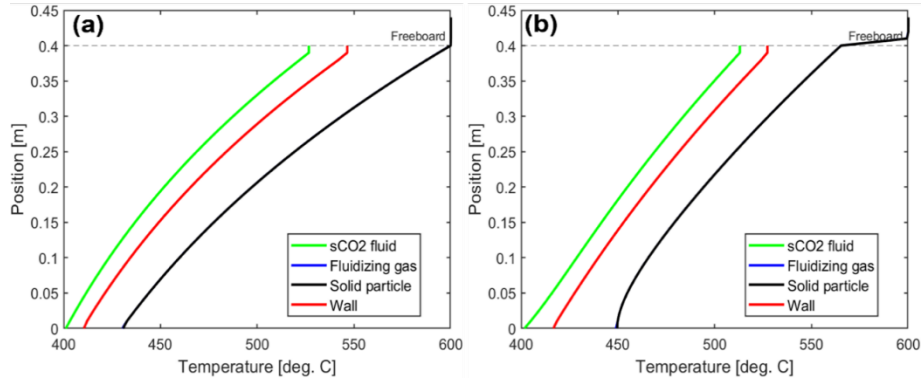 (a)
Freeboard
0.45
0.4
0.35
0.3
0.25
0.2
0.15
0.1
0.05
0
Position [m]
sCO2 fluid
Fluidizing gas
Solid particle
Wall
400 450 500 550 600
Temperature [deg. C]
(b)
Freeboard
0.45
0.4
0.35
0.3
0.25
0.2
0.15
0.1
0.05
0
Position [m]
sCO2 fluid
Fluidizing gas
Solid particle
Wall
400 450 500 550 600
Temperature [deg. C]